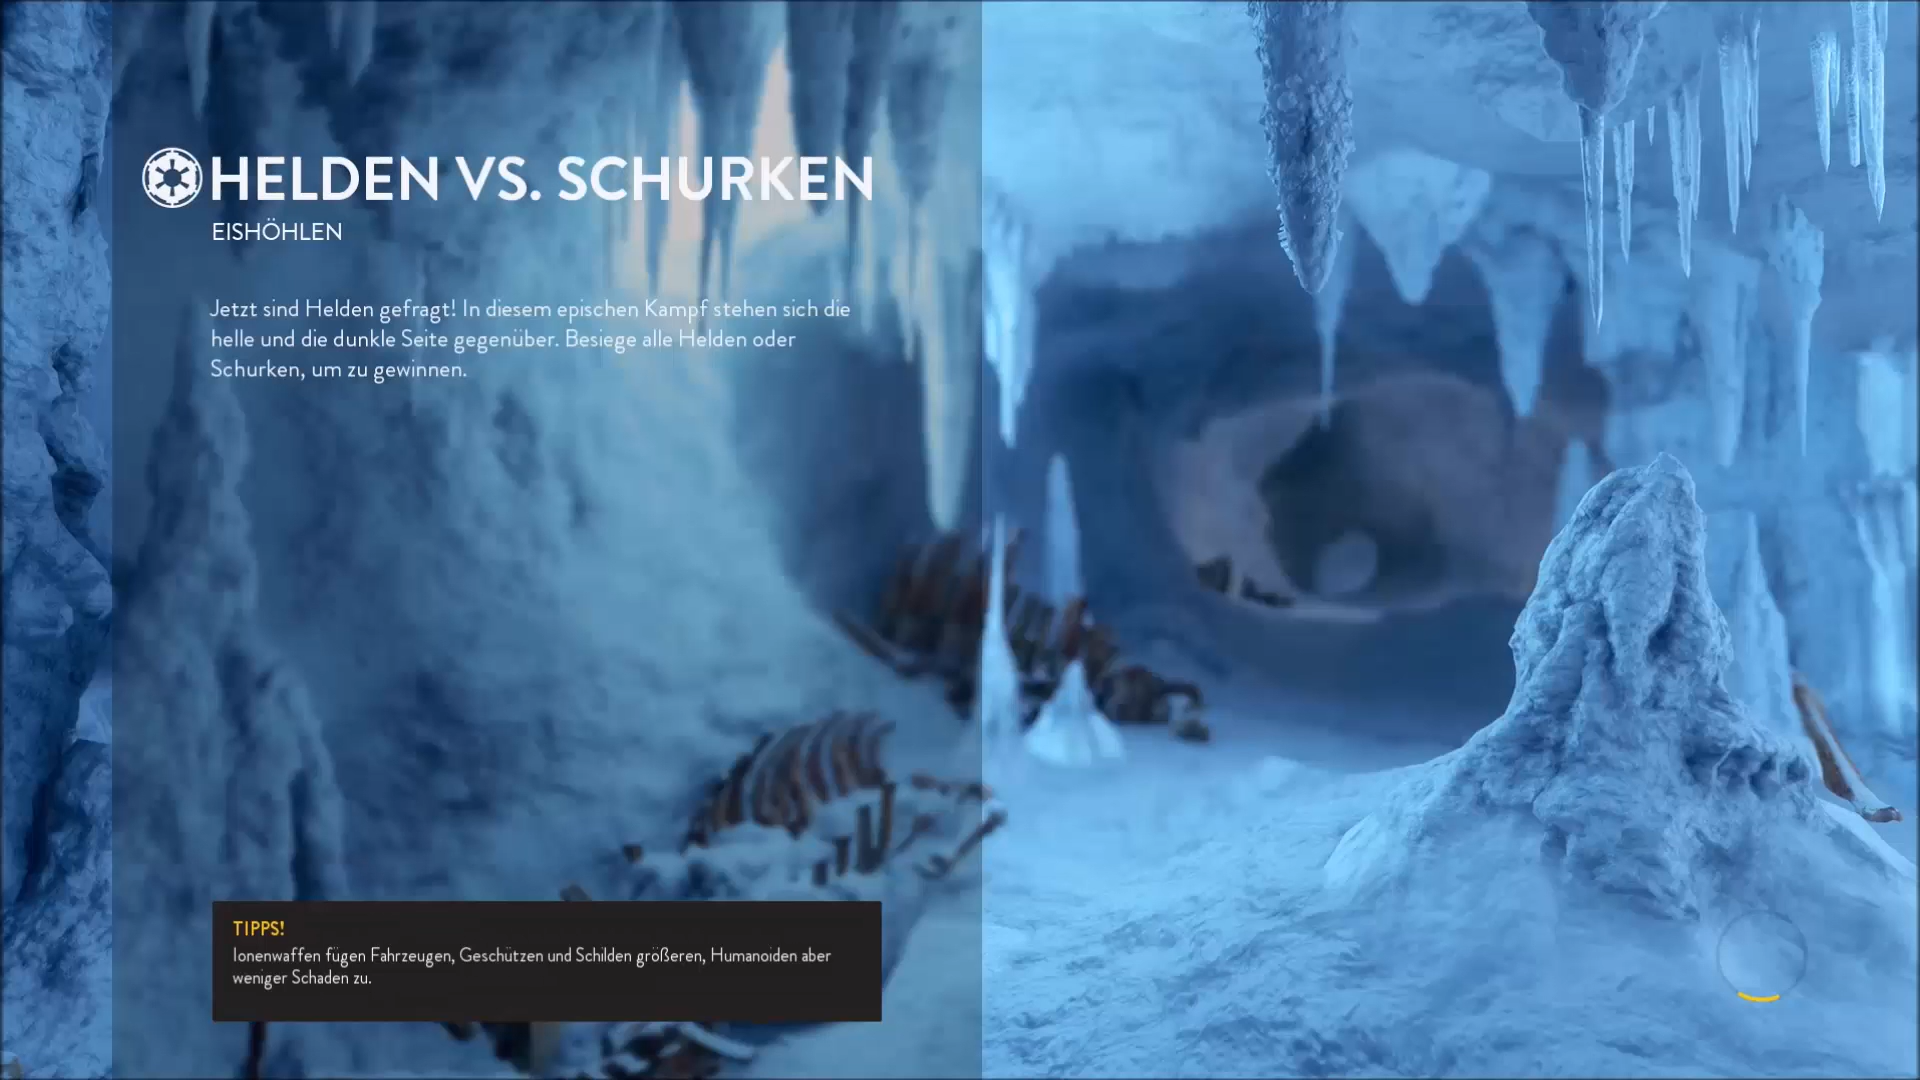 HELDEN VS. SCHURKEN
EISHÖHLEN
Jetzt sind Helden gefragt! In diesem epischen Kampf stehen sich die
helle und die dunkle Seite gegenüber. Besiege alle Helden oder
Schurken, um zu gewinnen.
TIPPS!
Ionenwaffen fügen Fahrzeugen, Geschützen und Schilden größeren, Humanoiden aber
weniger Schaden zu.